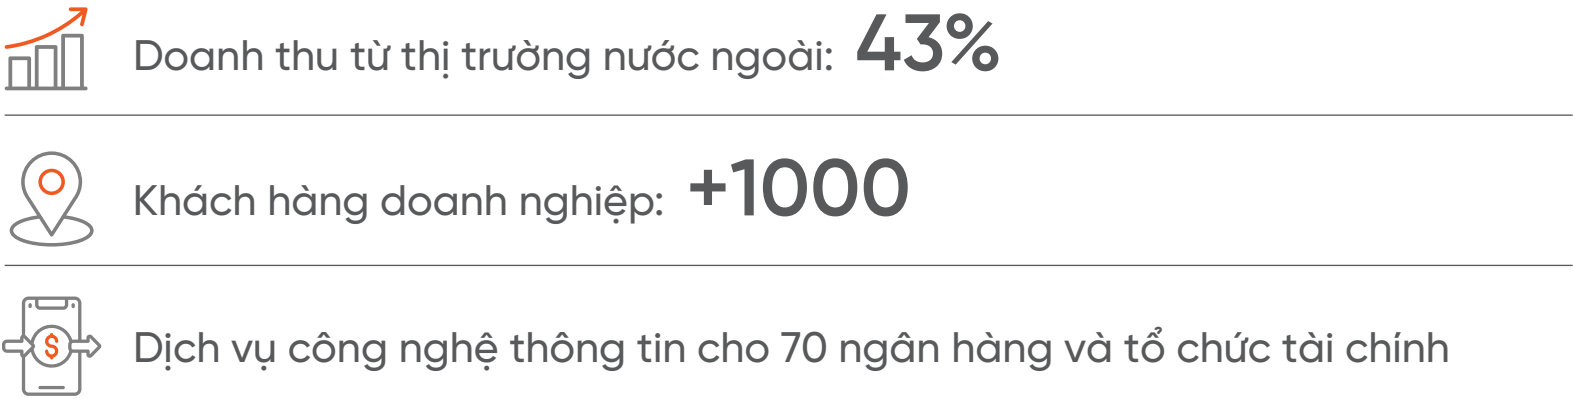 Doanh thu từ thị trường nước ngoài: 43%
Khách hàng doanh nghiệp: +1000
$ Dịch vụ công nghệ thông tin cho 70 ngân hàng và tổ chức tài chính